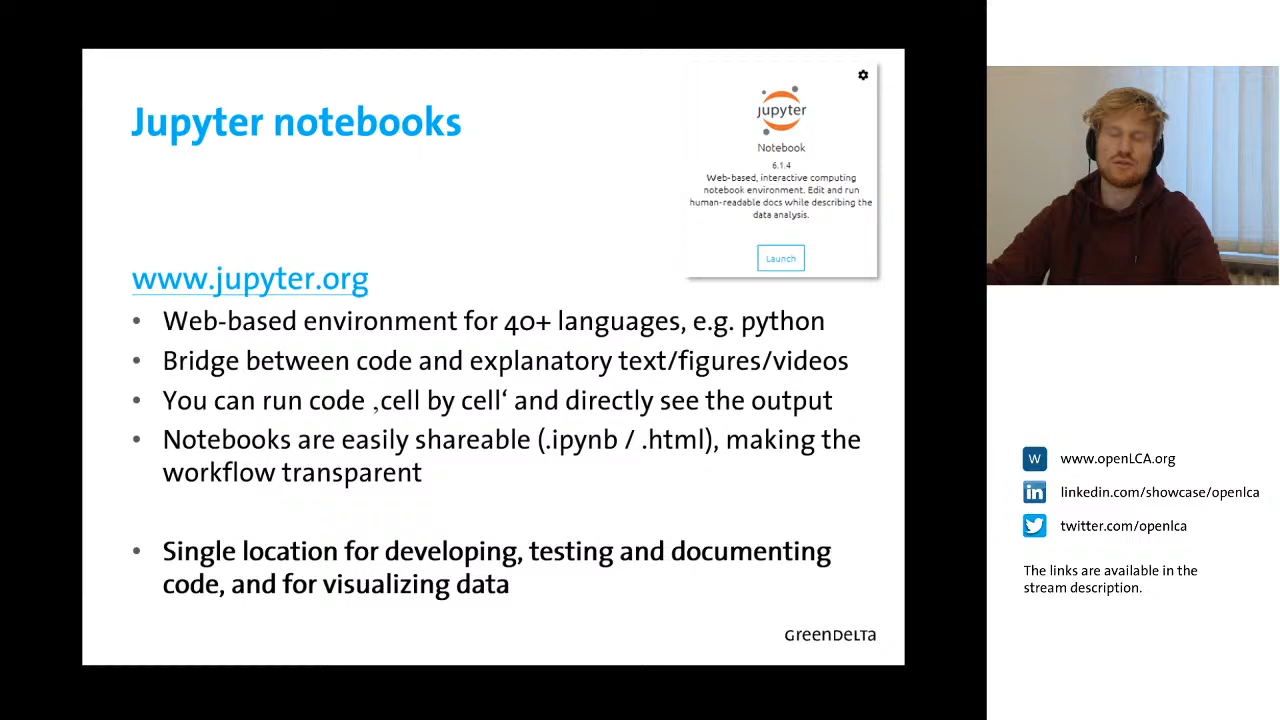 Jupyter notebooks
jupyter
Notebook
6.1.4
Web-based, interactive computing
notebook environment. Edit and run
human-readable docs while describing the
data analysis.
Launch
www.jupyter.org
• Web-based environment for 40+ languages, e.g. python
• Bridge between code and explanatory text/figures/videos
• You can run code ‚cell by cell‘ and directly see the output
• Notebooks are easily shareable (.ipynb / .html), making the
workflow transparent
• Single location for developing, testing and documenting
code, and for visualizing data
GreenDelta
W www.openLCA.org
in linkedin.com/showcase/openlca
twitter.com/openlca
The links are available in the
stream description.